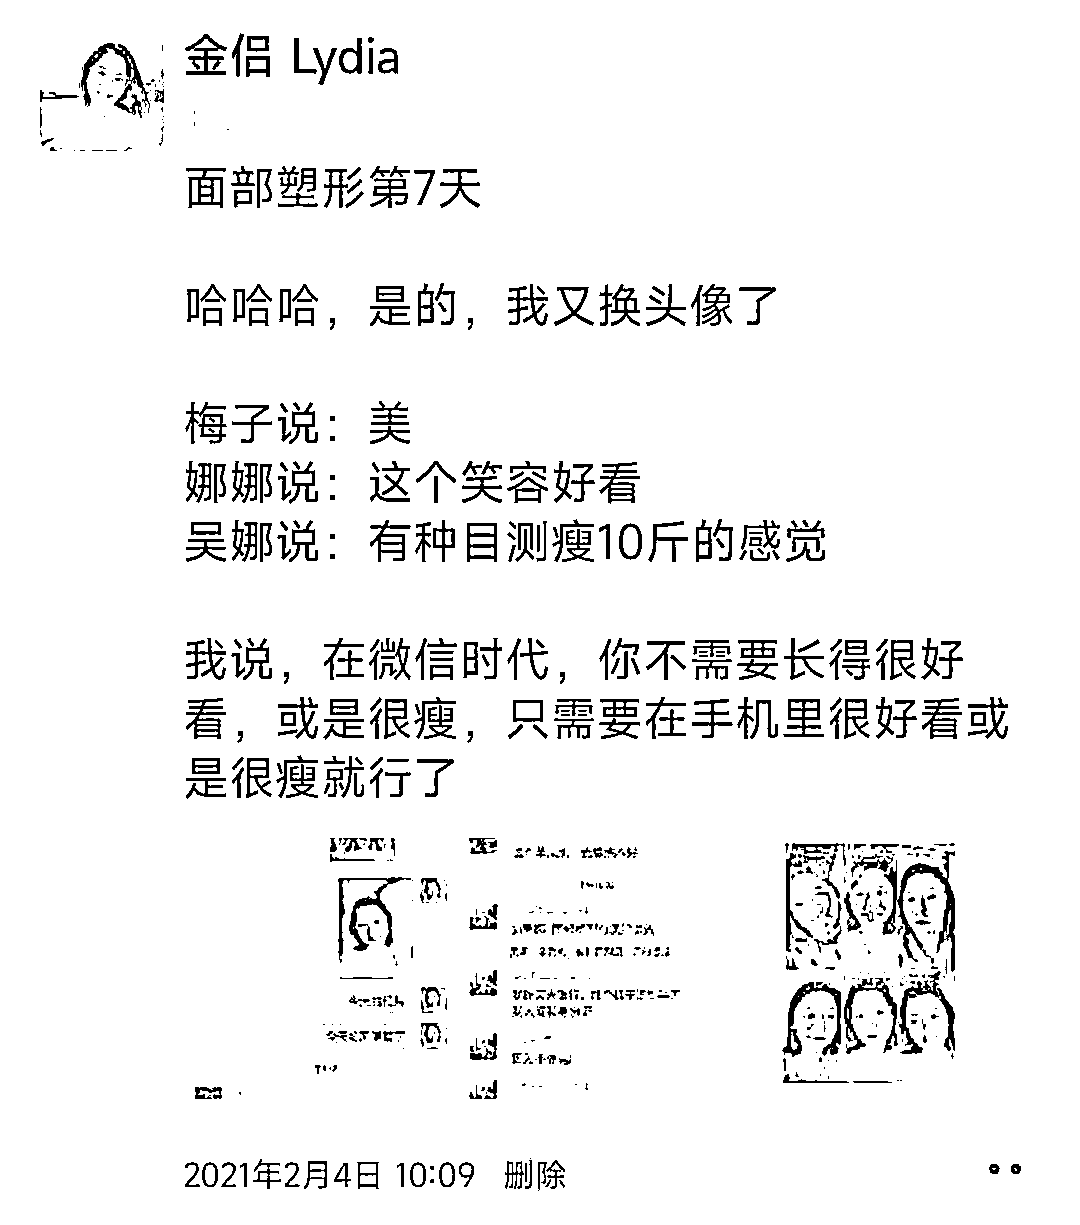 金侣 Lydia
面部塑形第7天
哈哈哈，是的，我又换头像了
梅子说：美
娜娜说：这个笑容好看
吴娜说：有种目测瘦10斤的感觉
我说，在微信时代，你不需要长得很好
看，或是很瘦，只需要在手机里很好看或
是很瘦就行了
2021年2月4日 10:09 删除